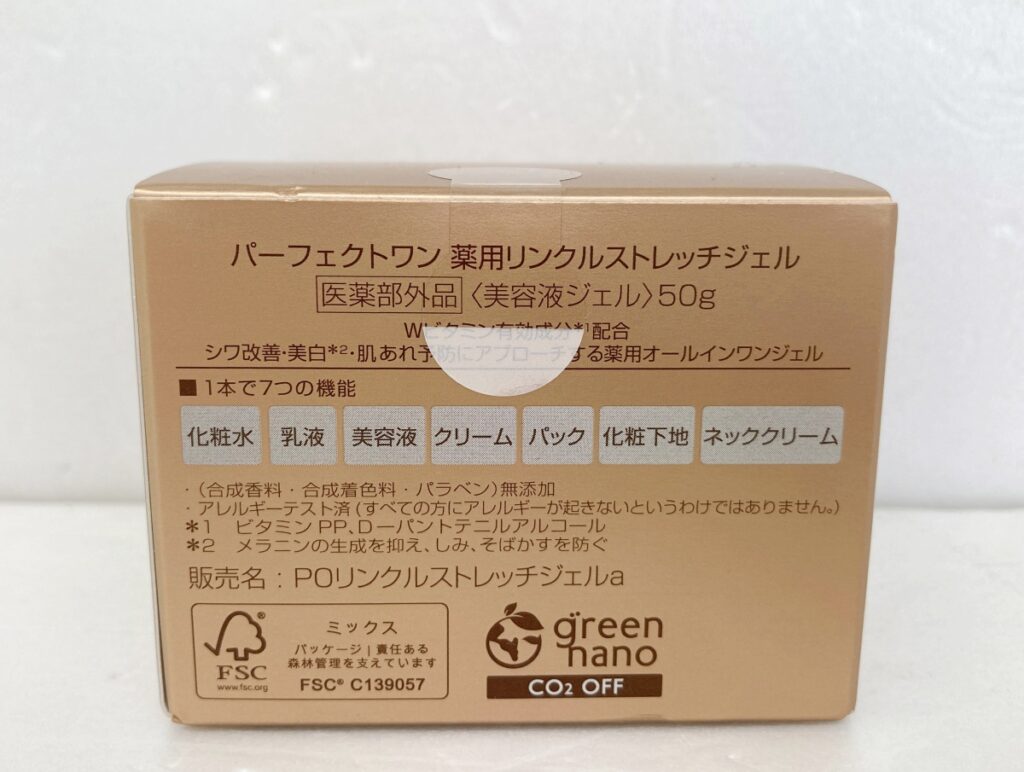 パーフェクトワン 薬用リンクルストレッチジェル
医薬部外品〈美容液ジェル〉50g
Wビタミン有効成分*¹配合
シワ改善・美白*²・肌あれ予防にアプローチする薬用オールインワンジェル
■ 1本で7つの機能
化粧水 乳液 美容液 クリーム パック 化粧下地 ネッククリーム
・(合成香料・合成着色料・パラベン)無添加
・アレルギーテスト済(すべての方にアレルギーが起きないというわけではありません。)
*1 ビタミンPP、D-パントテニルアルコール
*2 メラニンの生成を抑え、しみ、そばかすを防ぐ
販売名:POリンクルストレッチジェルa
FSC®
www.fsc.org
ミックス
パッケージ|責任ある
森林管理を支えています
FSC® C139057
green
nano
CO₂ OFF